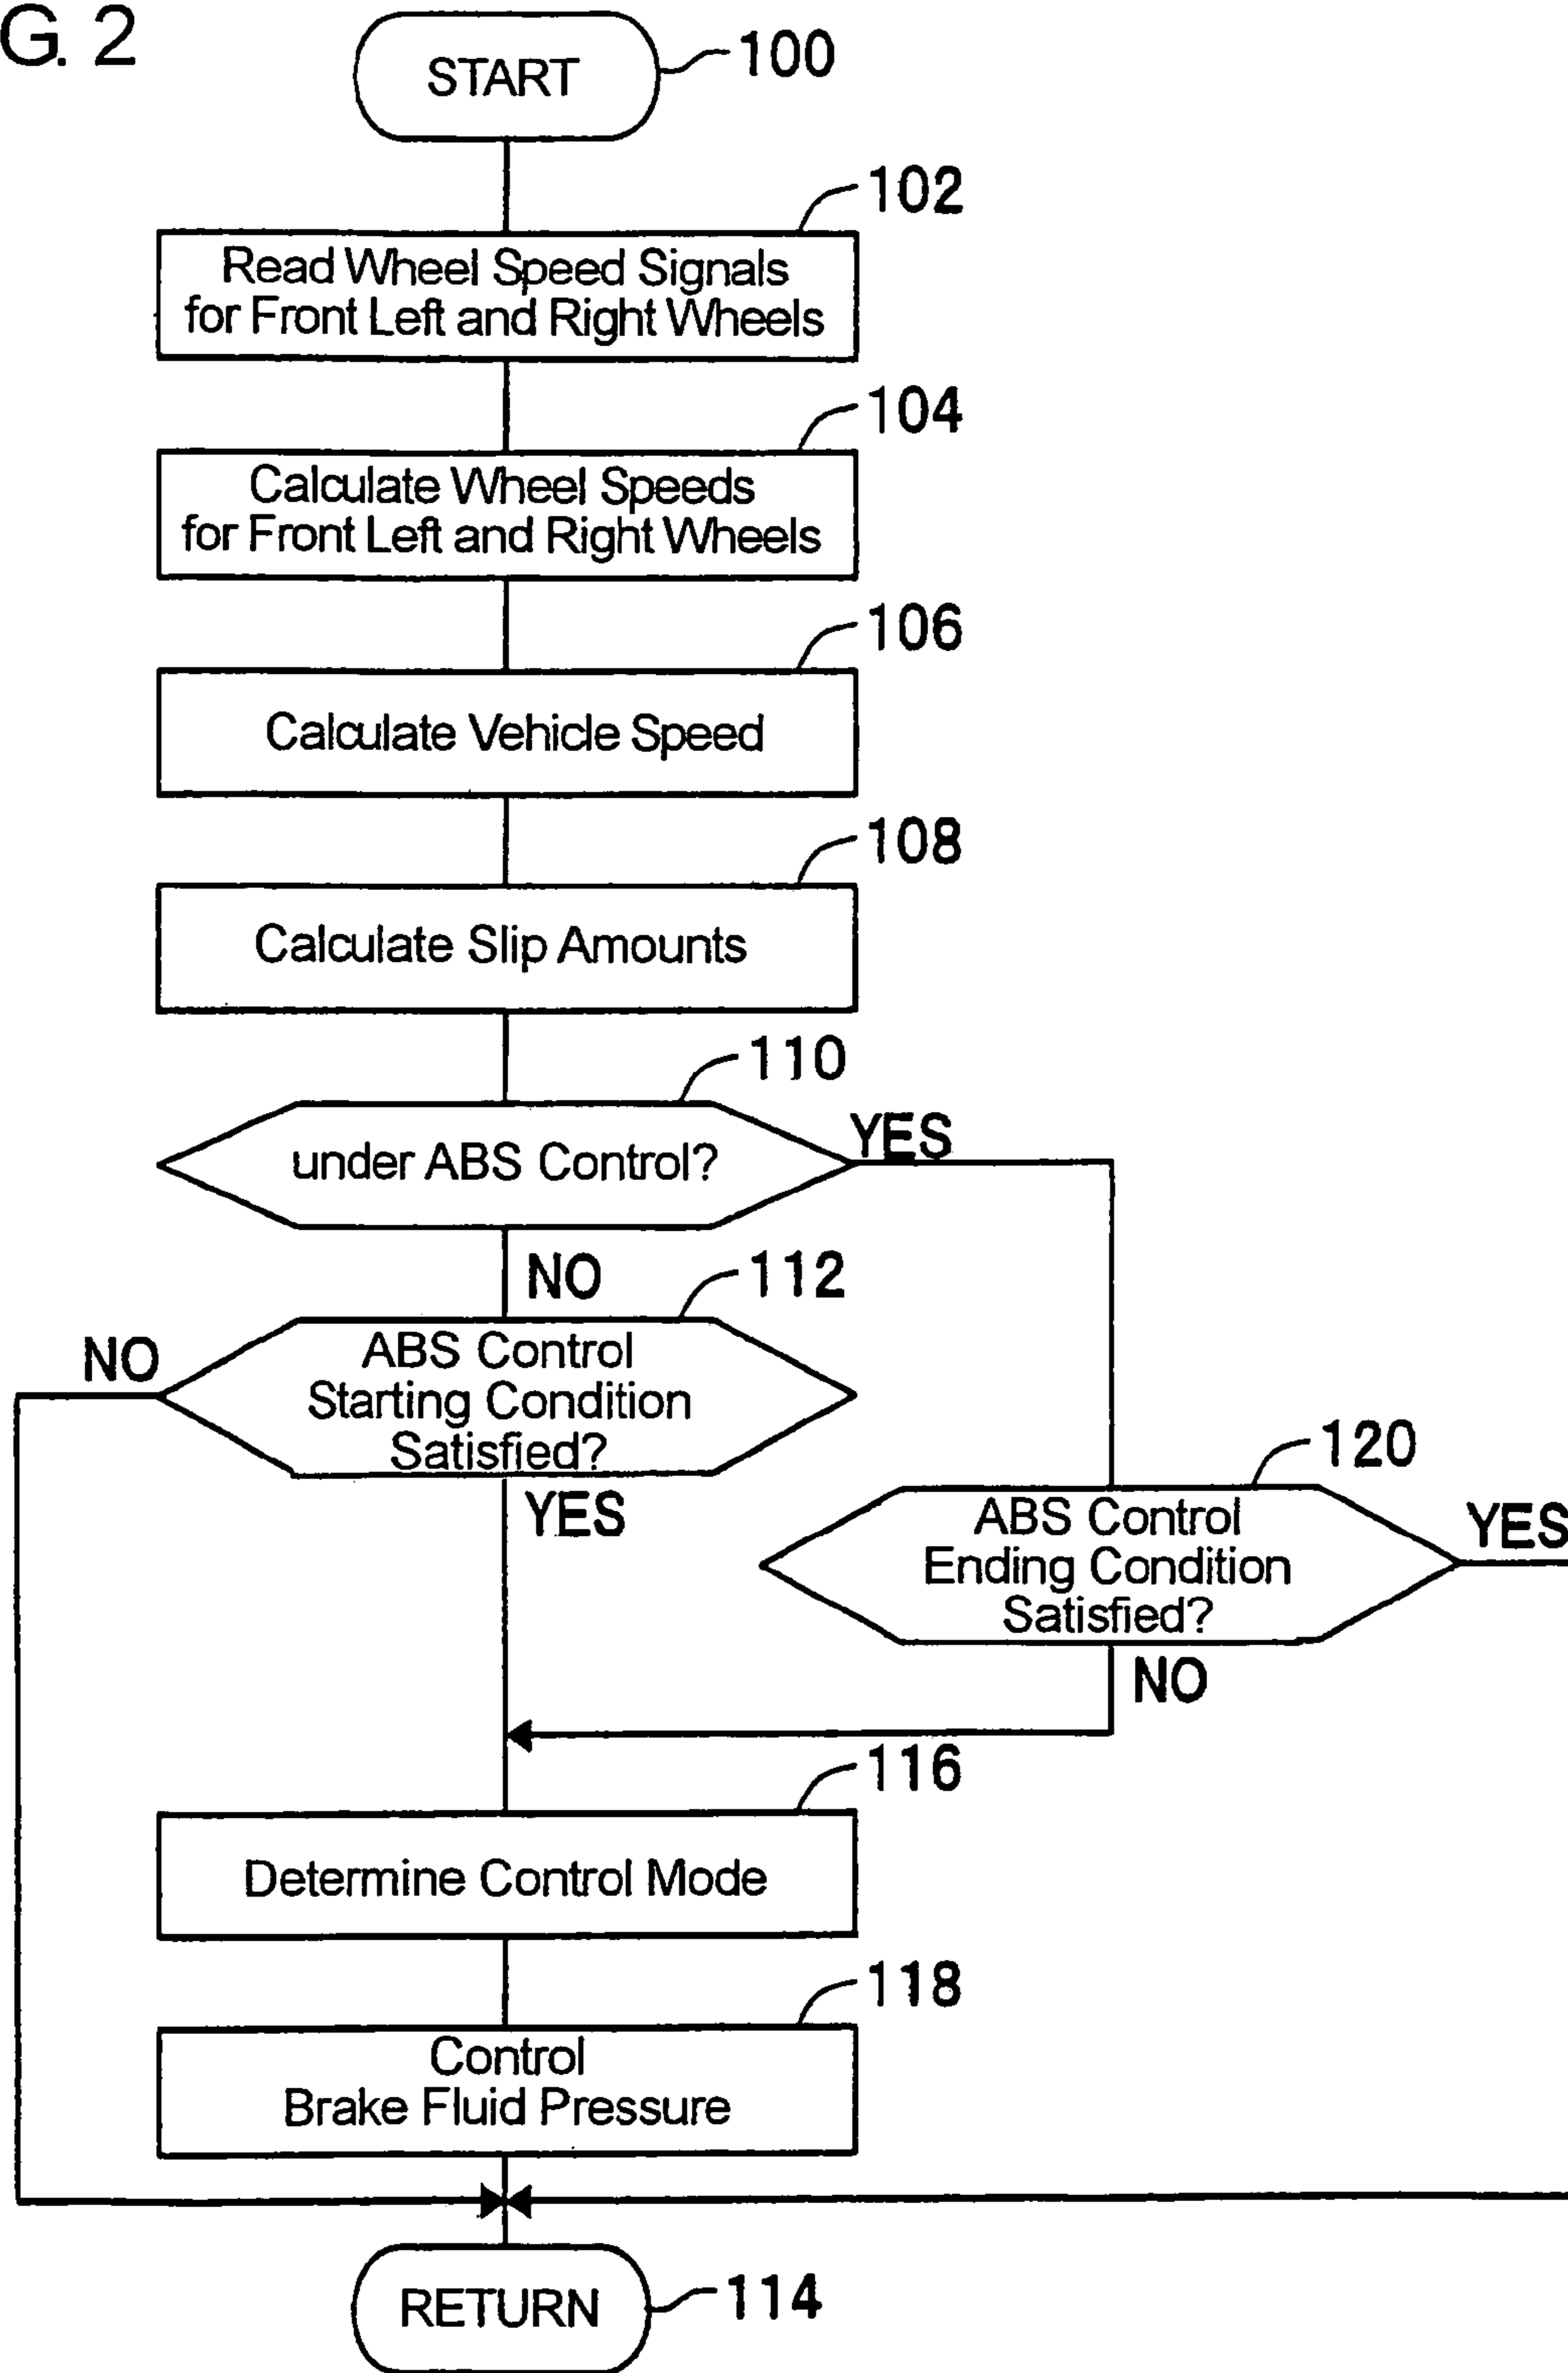 G. 2
START
100
102
Read Wheel Speed Signals
for Front Left and Right Wheels
104
Calculate Wheel Speeds
for Front Left and Right Wheels
106
Calculate Vehicle Speed
108
Calculate Slip Amounts
110
under ABS Control?
YES
NO
112
ABS Control
Starting Condition
Satisfied?
NO
YES
120
ABS Control
Ending Condition
Satisfied?
YES
NO
116
Determine Control Mode
118
Control
Brake Fluid Pressure
RETURN
114